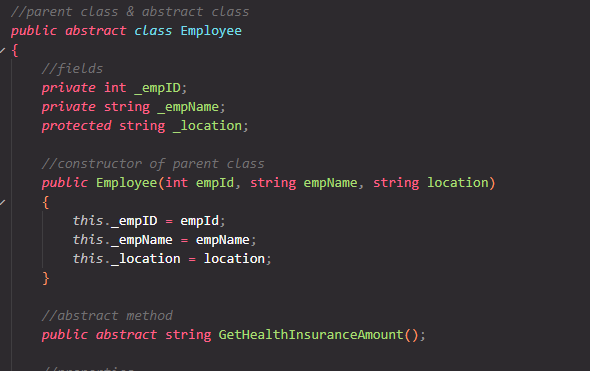 //parent class & abstract class
public abstract class Employee
{
//fields
private int _empID;
private string _empName;
protected string _location;
//constructor of parent class
public Employee(int empId, string empName, string location)
{
this._empID = empId;
this._empName = empName;
this._location = location;
}
//abstract method
public abstract string GetHealthInsuranceAmount();
//properties